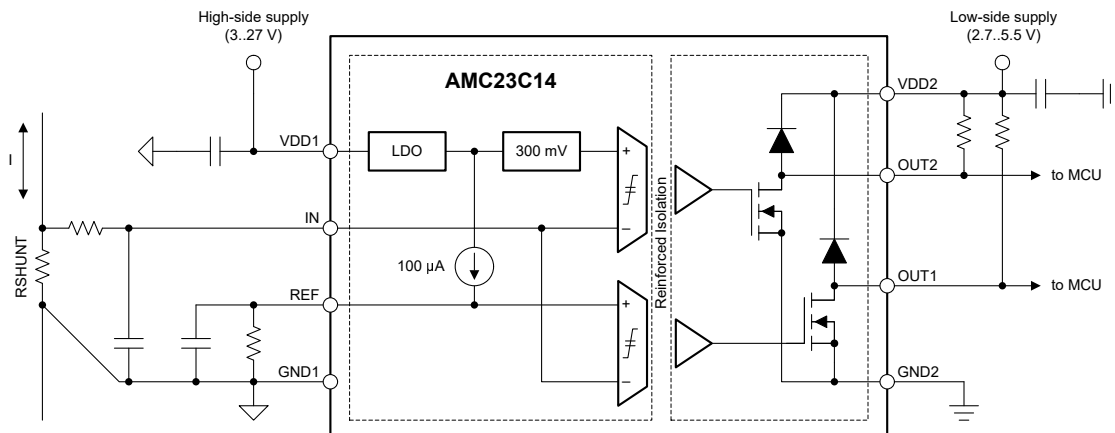 High-side supply
(3..27 V)
Low-side supply
(2.7..5.5 V)
AMC23C14
VDD2
I
VDD1
LDO
300 mV
+
OUT2
to MCU
IN
–
Reinforced Isolation
RSHUNT
100 µA
OUT1
to MCU
REF
+
GND1
–
GND2